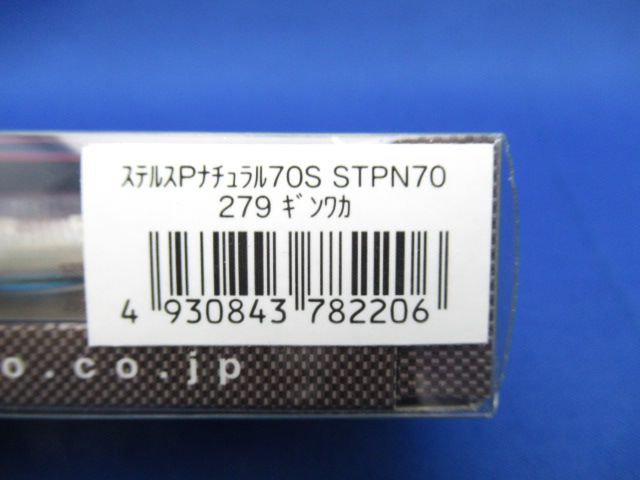 ｽﾃﾙｽPﾅﾁｭﾗﾙ70S STPN70
279 ｷﾞﾝﾜｶ
4 930843 782206
o.co.jp